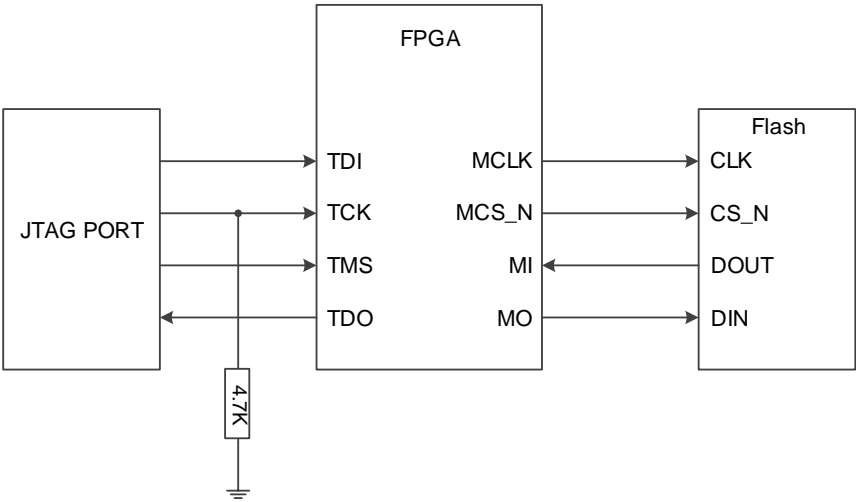 FPGA
Flash
JTAG PORT
TDI
TCK
TMS
TDO
MCLK
MCS_N
MI
MO
CLK
CS_N
DOUT
DIN
4.7K